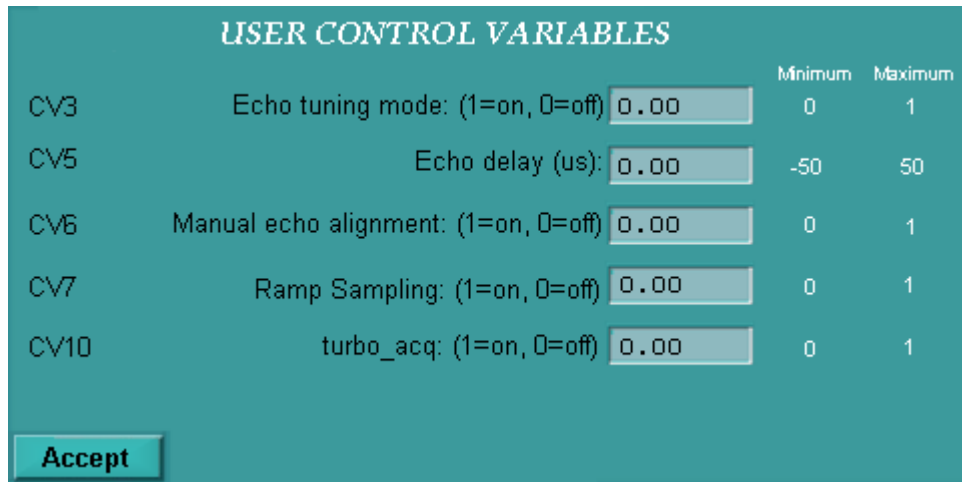 USER CONTROL VARIABLES
Minimum Maximum
CV3 Echo tuning mode: (1=on, 0=off) 0.00 0 1
CV5 Echo delay (us): 0.00 -50 50
CV6 Manual echo alignment: (1=on, 0=off) 0.00 0 1
CV7 Ramp Sampling: (1=on, 0=off) 0.00 0 1
CV10 turbo_acq: (1=on, 0=off) 0.00 0 1
Accept